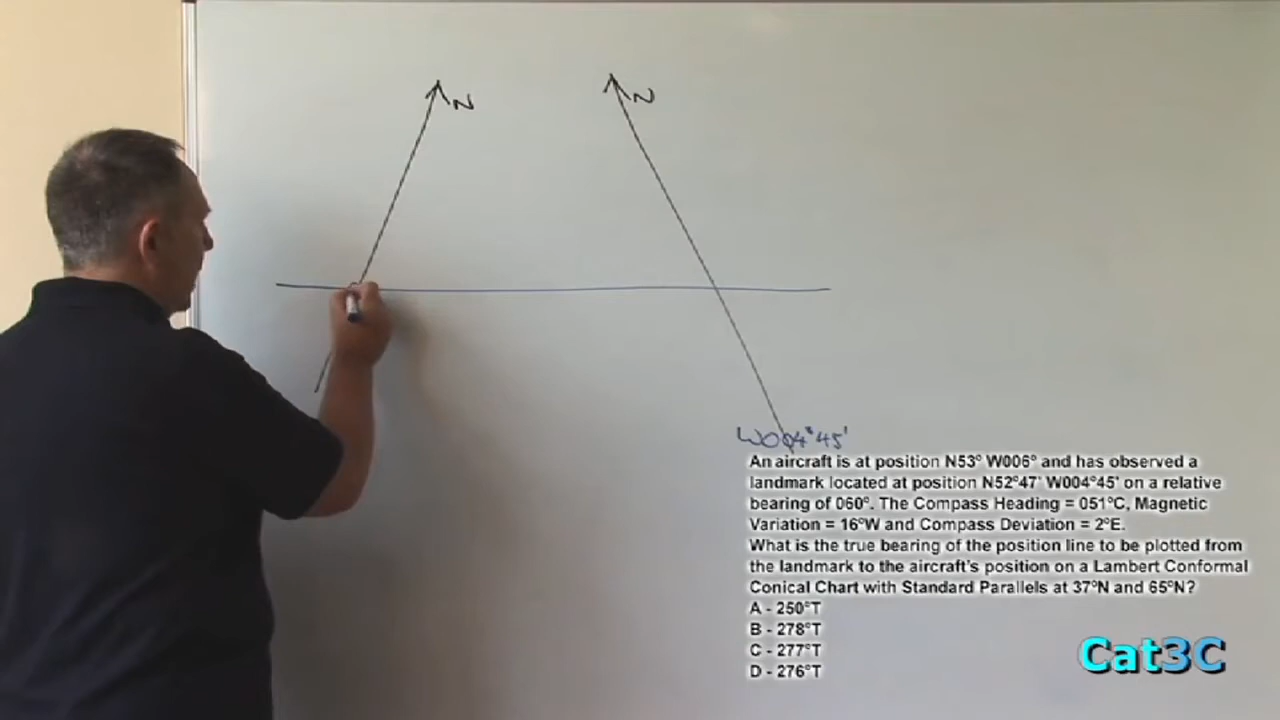 N
N
W004°45'
An aircraft is at position N53° W006° and has observed a
landmark located at position N52°47' W004°45' on a relative
bearing of 060°. The Compass Heading = 051°C, Magnetic
Variation = 16°W and Compass Deviation = 2°E.
What is the true bearing of the position line to be plotted from
the landmark to the aircraft's position on a Lambert Conformal
Conical Chart with Standard Parallels at 37°N and 65°N?
A - 250°T
B - 278°T
C - 277°T
D - 276°T
Cat3C